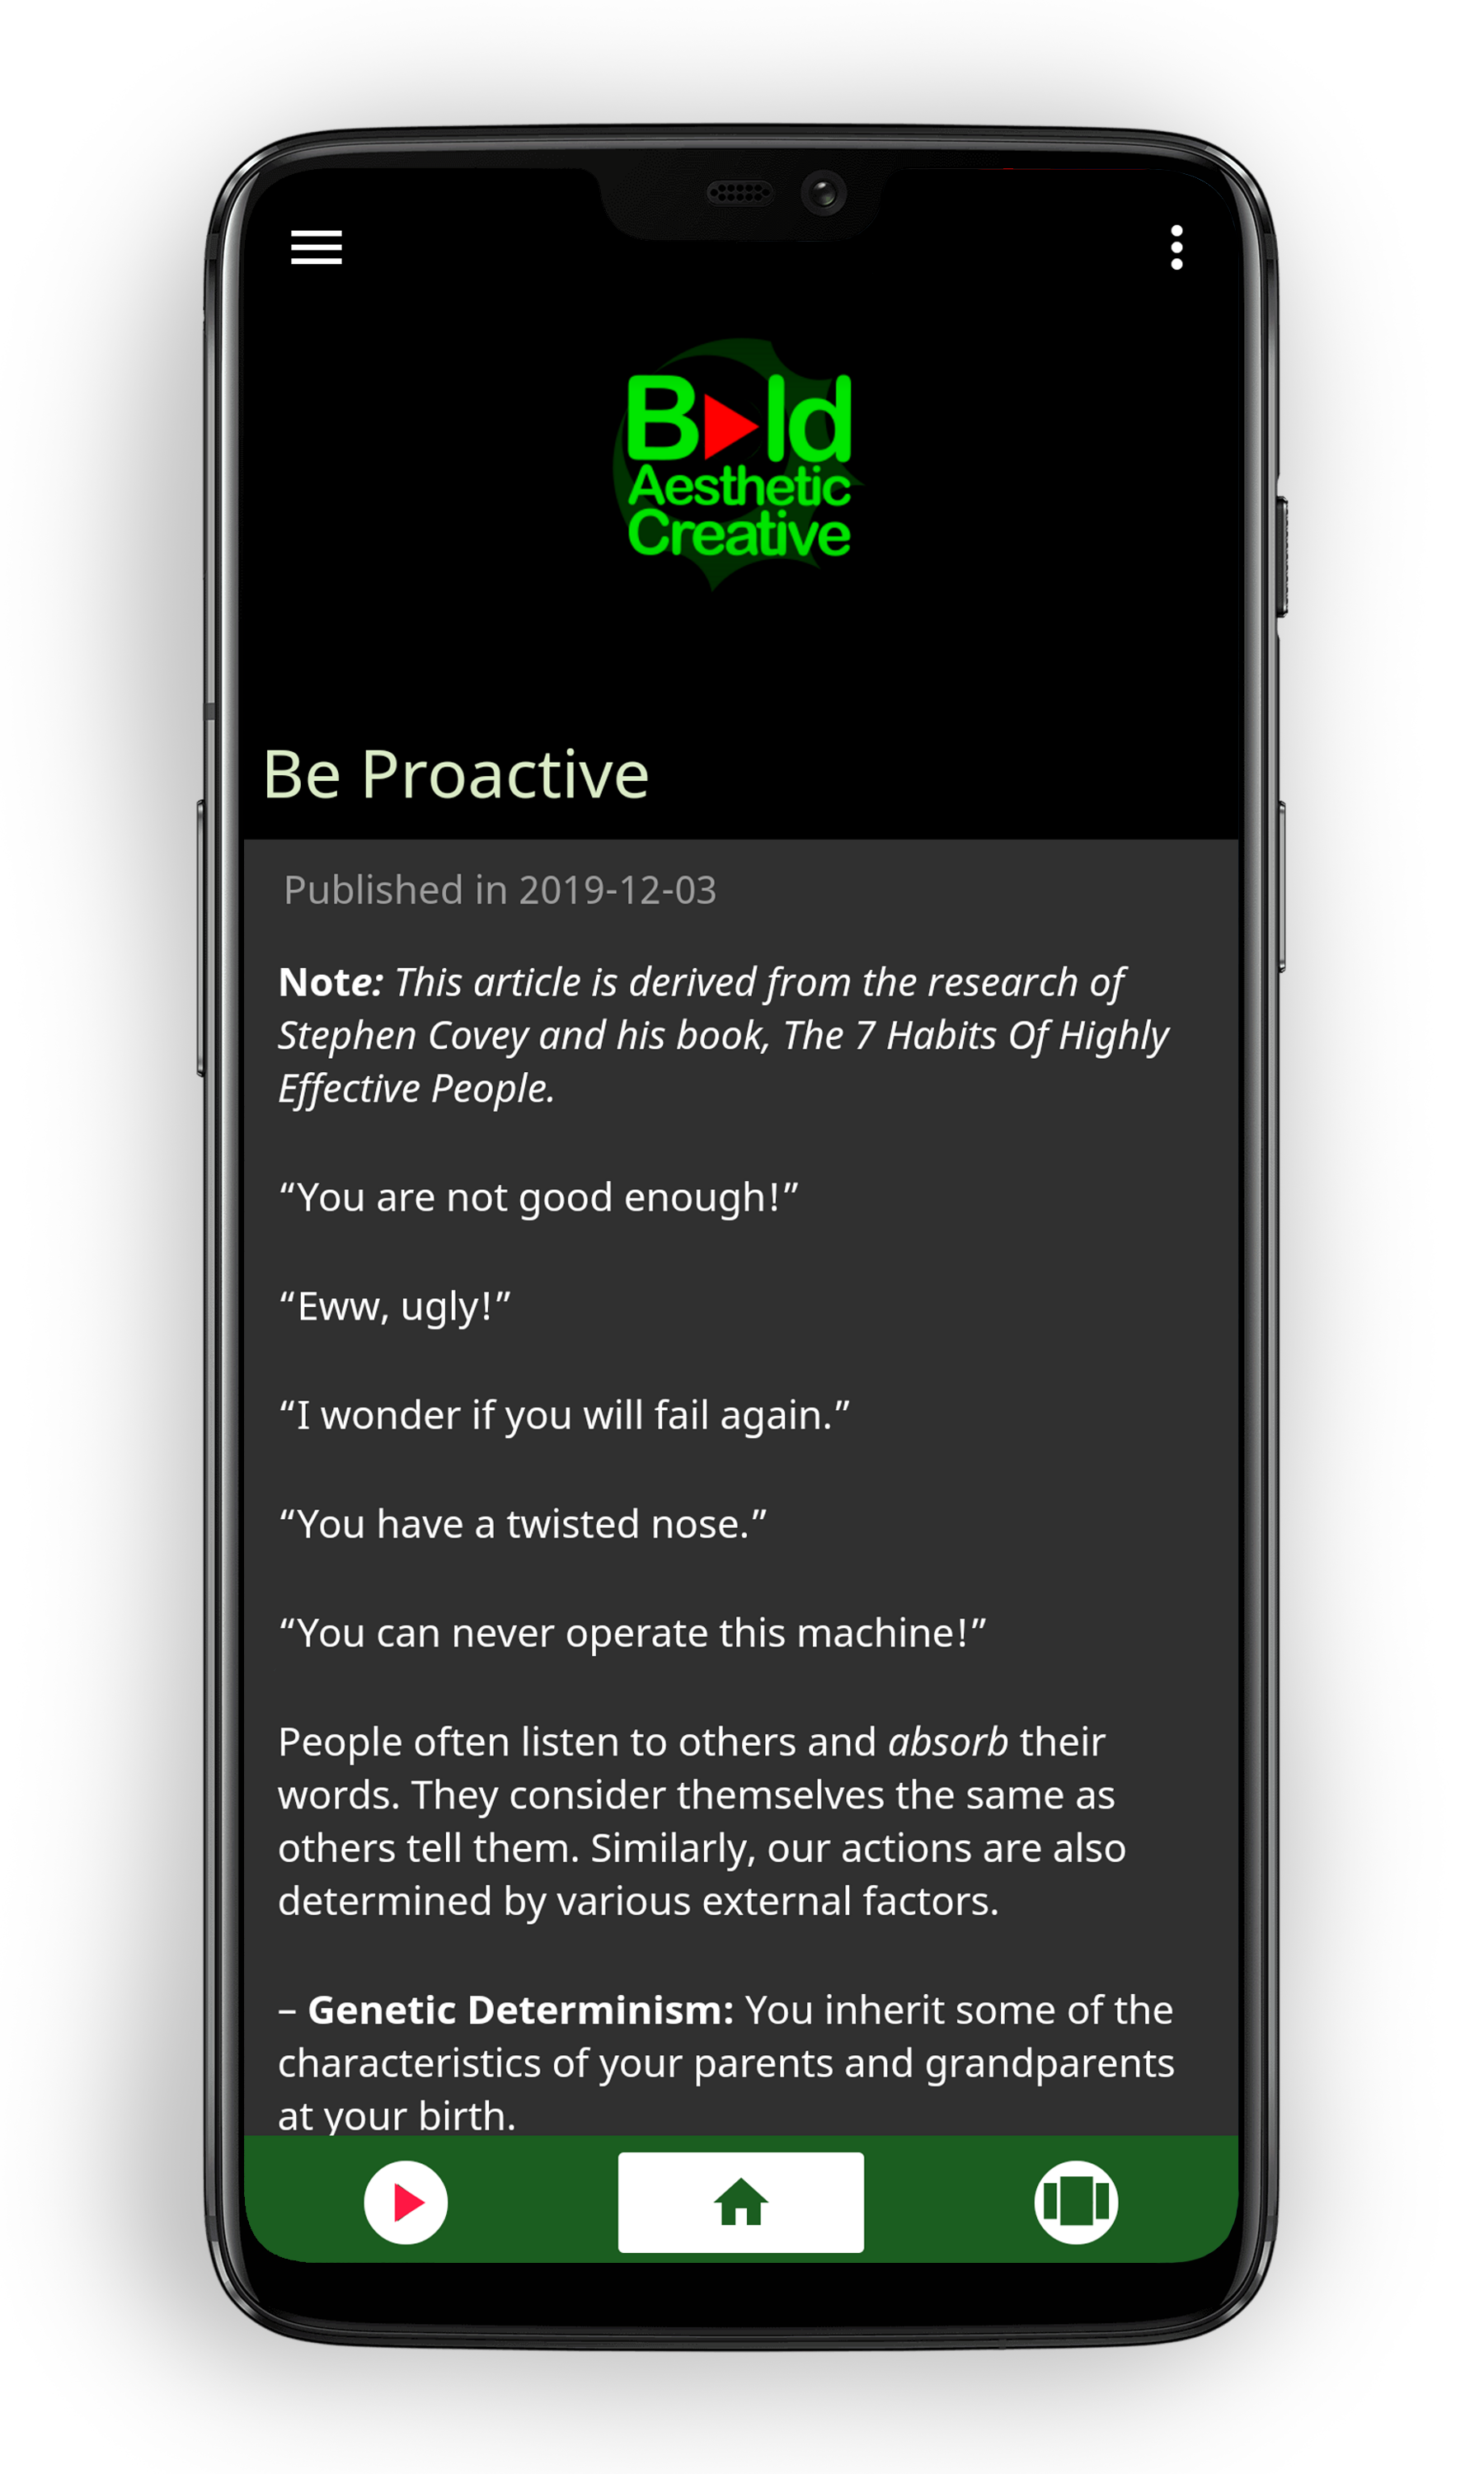 B▶ld
Aesthetic
Creative
Be Proactive
Published in 2019-12-03
Note: This article is derived from the research of
Stephen Covey and his book, The 7 Habits Of Highly
Effective People.
“You are not good enough!”
“Eww, ugly!”
“I wonder if you will fail again.”
“You have a twisted nose.”
“You can never operate this machine!”
People often listen to others and absorb their
words. They consider themselves the same as
others tell them. Similarly, our actions are also
determined by various external factors.
– Genetic Determinism: You inherit some of the
characteristics of your parents and grandparents
at your birth.